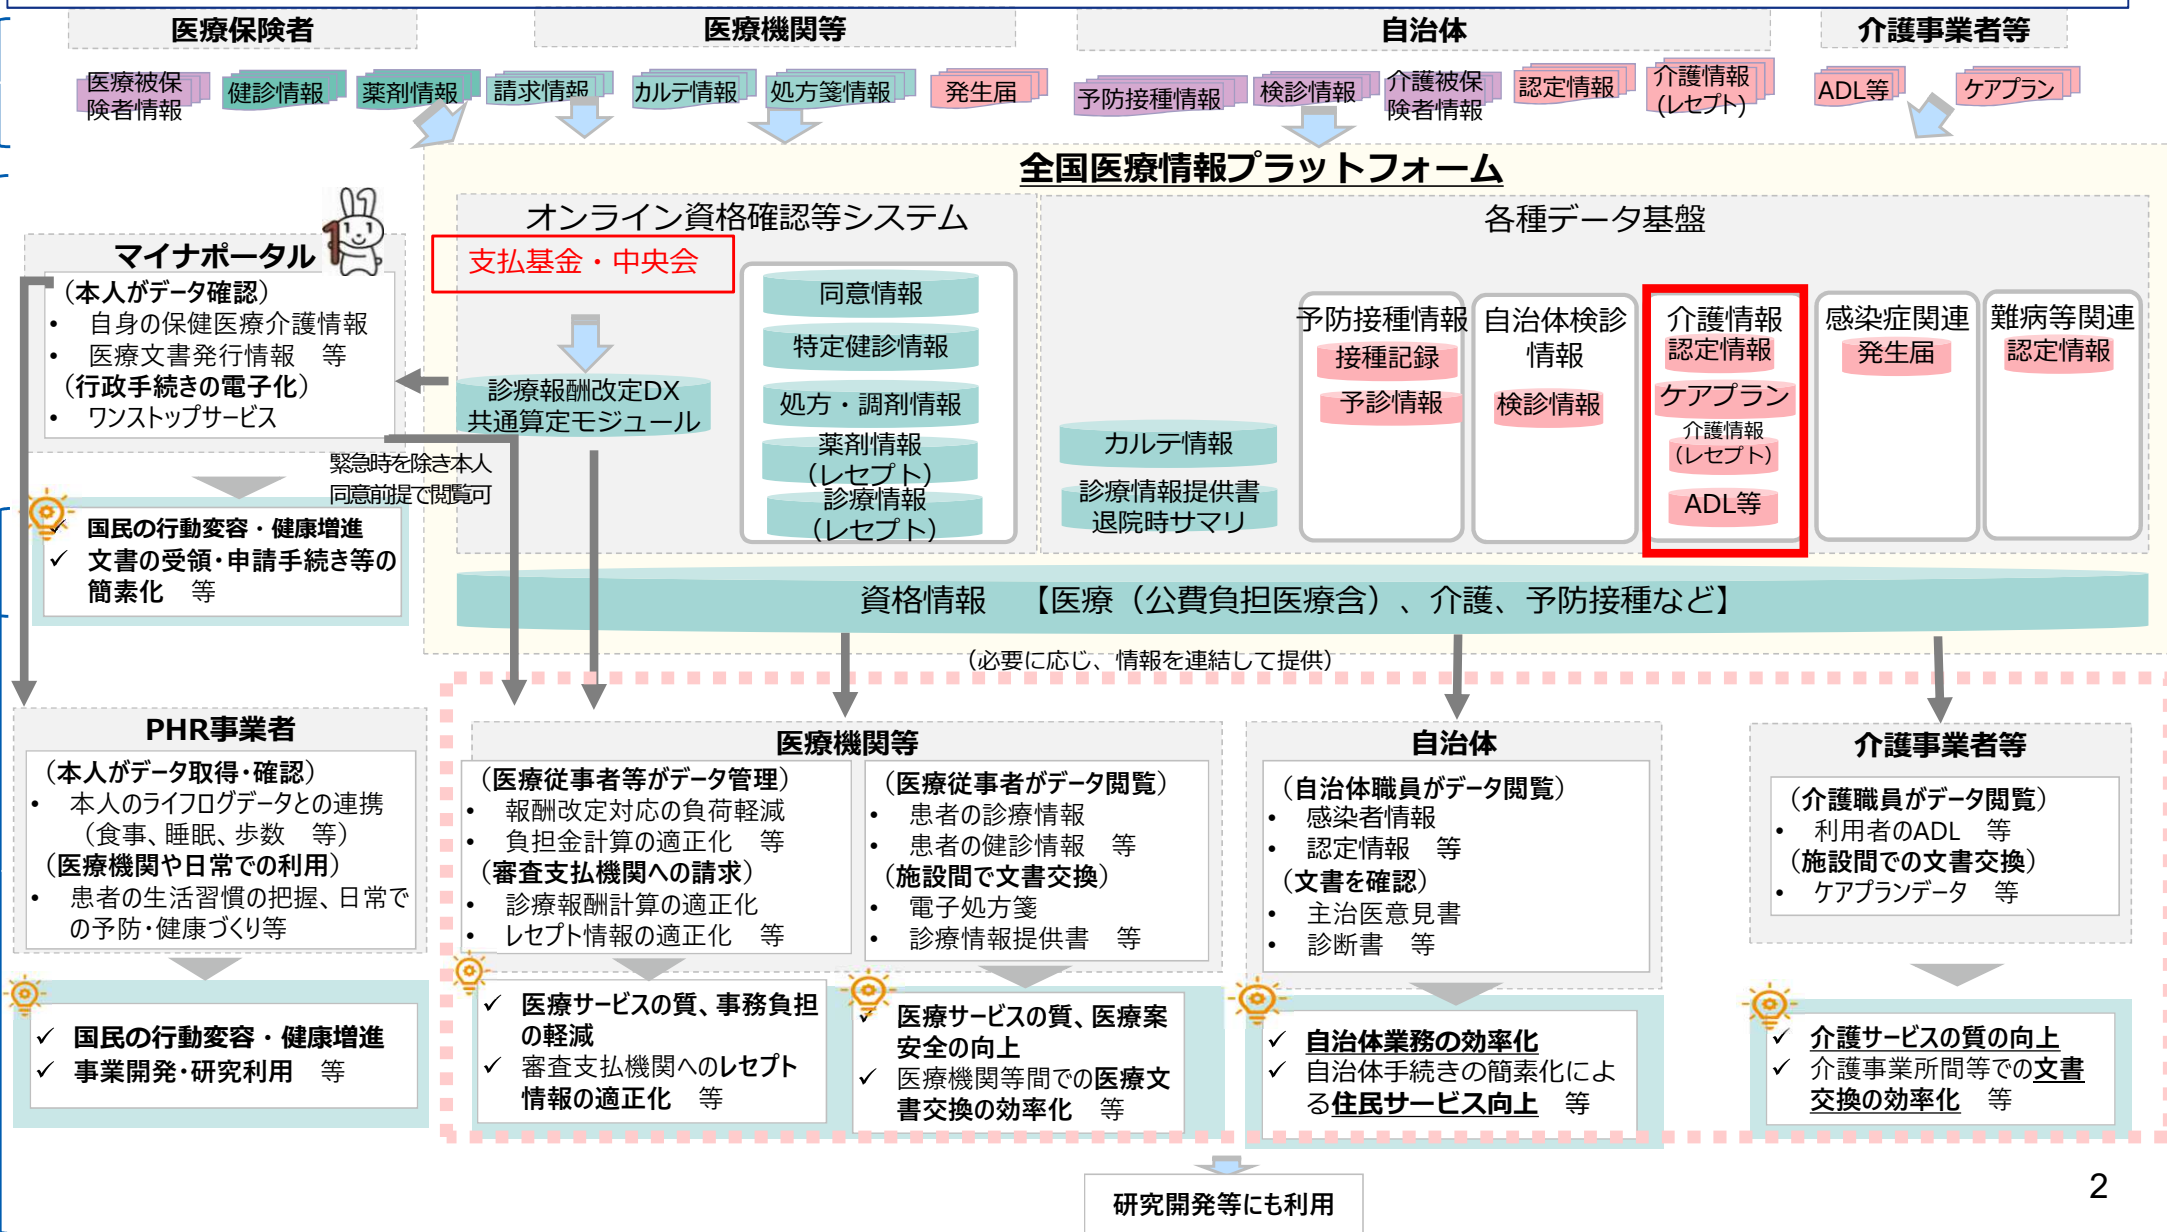 医療保険者
医療機関等
自治体
介護事業者等
医療被保
険者情報
健診情報
薬剤情報
請求情報
カルテ情報
処方箋情報
発生届
予防接種情報
検診情報
介護被保
険者情報
認定情報
介護情報
(レセプト)
ADL等
ケアプラン
全国医療情報プラットフォーム
オンライン資格確認等システム
支払基金・中央会
診療報酬改定DX
共通算定モジュール
同意情報
特定健診情報
処方・調剤情報
薬剤情報
(レセプト)
診療情報
(レセプト)
各種データ基盤
カルテ情報
診療情報提供書
退院時サマリ
予防接種情報
接種記録
予診情報
自治体検診
情報
検診情報
介護情報
認定情報
ケアプラン
介護情報
(レセプト)
ADL等
感染症関連
発生届
難病等関連
認定情報
資格情報　【医療（公費負担医療含）、介護、予防接種など】
（必要に応じ、情報を連結して提供）
マイナポータル
（本人がデータ確認）
• 自身の保健医療介護情報
• 医療文書発行情報　等
（行政手続きの電子化）
• ワンストップサービス
緊急時を除き本人
同意前提で閲覧可
✓ 国民の行動変容・健康増進
✓ 文書の受領・申請手続き等の
簡素化　等
PHR事業者
（本人がデータ取得・確認）
• 本人のライフログデータとの連携
（食事、睡眠、歩数　等）
（医療機関や日常での利用）
• 患者の生活習慣の把握、日常で
の予防・健康づくり等
✓ 国民の行動変容・健康増進
✓ 事業開発・研究利用　等
医療機関等
（医療従事者等がデータ管理）
• 報酬改定対応の負荷軽減
• 負担金計算の適正化　等
（審査支払機関への請求）
• 診療報酬計算の適正化
• レセプト情報の適正化　等
✓ 医療サービスの質、事務負担
の軽減
✓ 審査支払機関へのレセプト
情報の適正化　等
（医療従事者がデータ閲覧）
• 患者の診療情報
• 患者の健診情報　等
（施設間で文書交換）
• 電子処方箋
• 診療情報提供書　等
✓ 医療サービスの質、医療案
安全の向上
✓ 医療機関等間での医療文
書交換の効率化　等
自治体
（自治体職員がデータ閲覧）
• 感染者情報
• 認定情報　等
（文書を確認）
• 主治医意見書
• 診断書　等
✓ 自治体業務の効率化
✓ 自治体手続きの簡素化によ
る住民サービス向上　等
介護事業者等
（介護職員がデータ閲覧）
• 利用者のADL　等
（施設間での文書交換）
• ケアプランデータ　等
✓ 介護サービスの質の向上
✓ 介護事業所間等での文書
交換の効率化　等
研究開発等にも利用
2